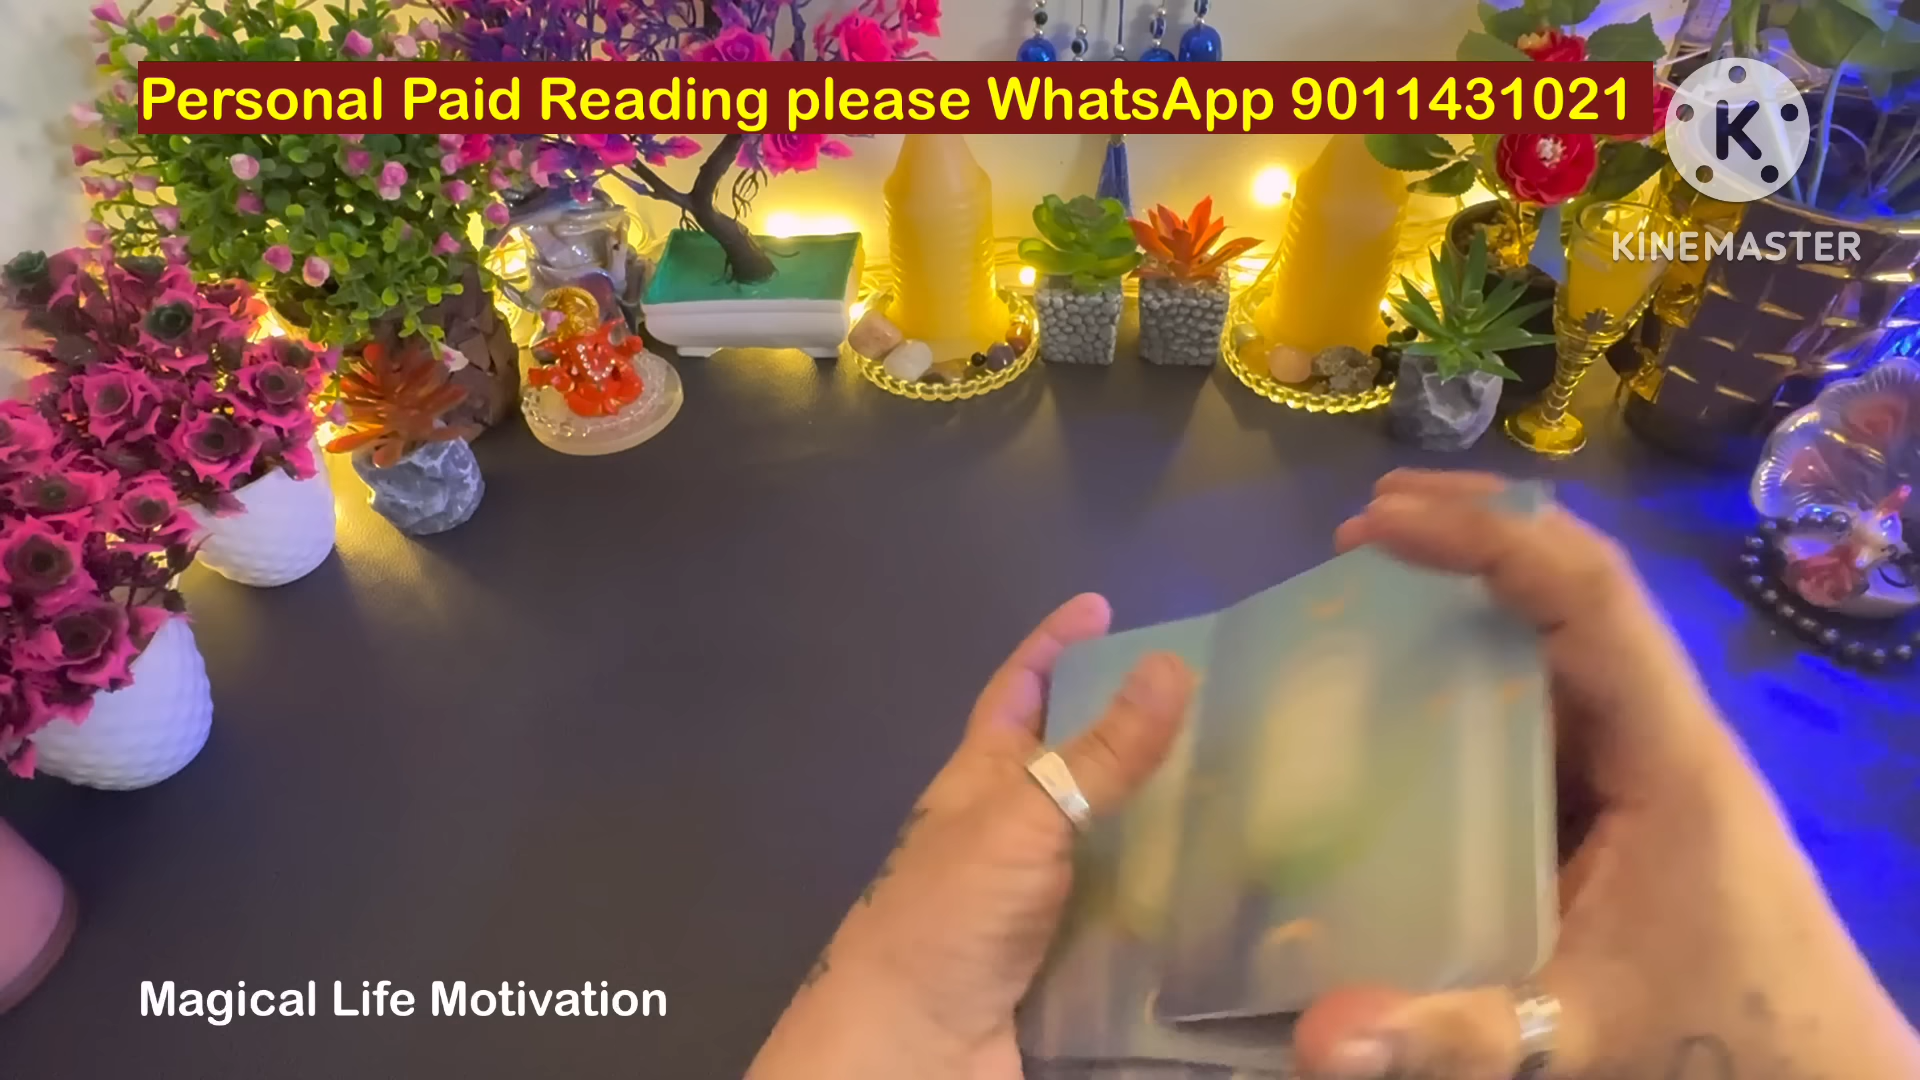 Personal Paid Reading please WhatsApp 9011431021
K
KINEMASTER
Magical Life Motivation